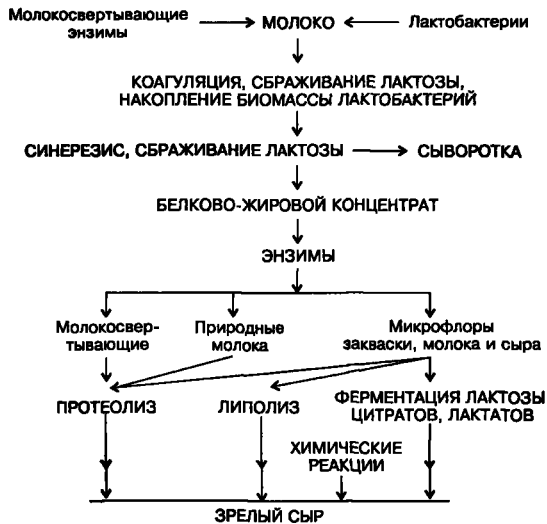 Молокосвертывающие
энзимы
МОЛОКО
Лактобактерии
КОАГУЛЯЦИЯ, СБРАЖИВАНИЕ ЛАКТОЗЫ,
НАКОПЛЕНИЕ БИОМАССЫ ЛАКТОБАКТЕРИЙ
СИНЕРЕЗИС, СБРАЖИВАНИЕ ЛАКТОЗЫ
СЫВОРОТКА
БЕЛКОВО-ЖИРОВОЙ КОНЦЕНТРАТ
ЭНЗИМЫ
Молокосвер-
тывающие
Природные
молока
Микрофлоры
закваски, молока и сыра
ПРОТЕОЛИЗ
ЛИПОЛИЗ
ФЕРМЕНТАЦИЯ ЛАКТОЗЫ
ЦИТРАТОВ, ЛАКТАТОВ
ХИМИЧЕСКИЕ
РЕАКЦИИ
ЗРЕЛЫЙ СЫР